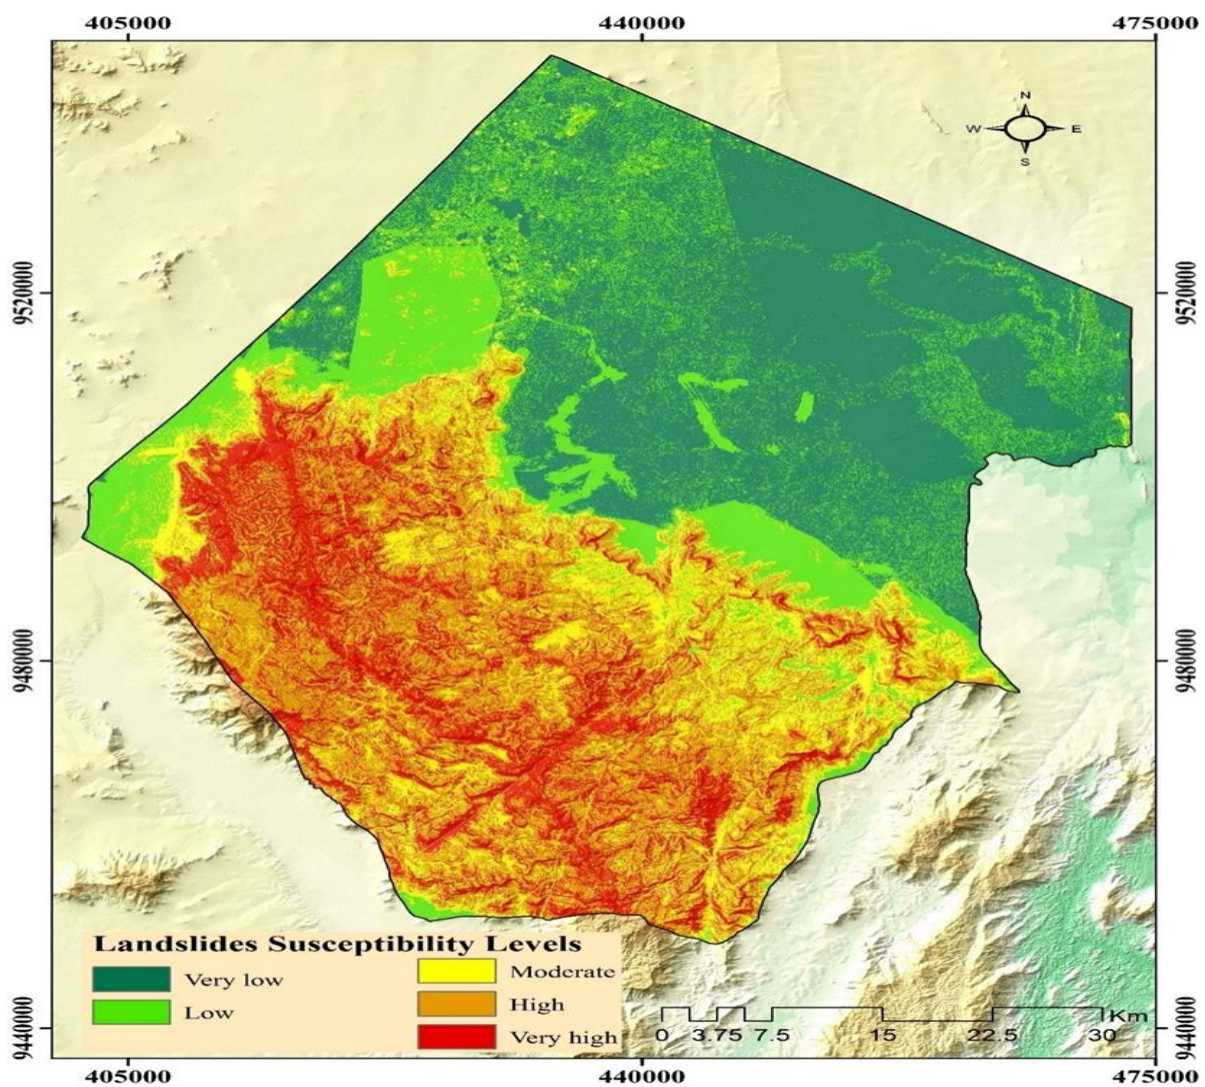 405000 440000 475000
N
W E
S
9520000 9520000
9480000 9480000
Landslides Susceptibility Levels
Very low
Low
Moderate
High
Very high
Km
0 3.75 7.5 15 22.5 30
9440000 9440000
405000 440000 475000